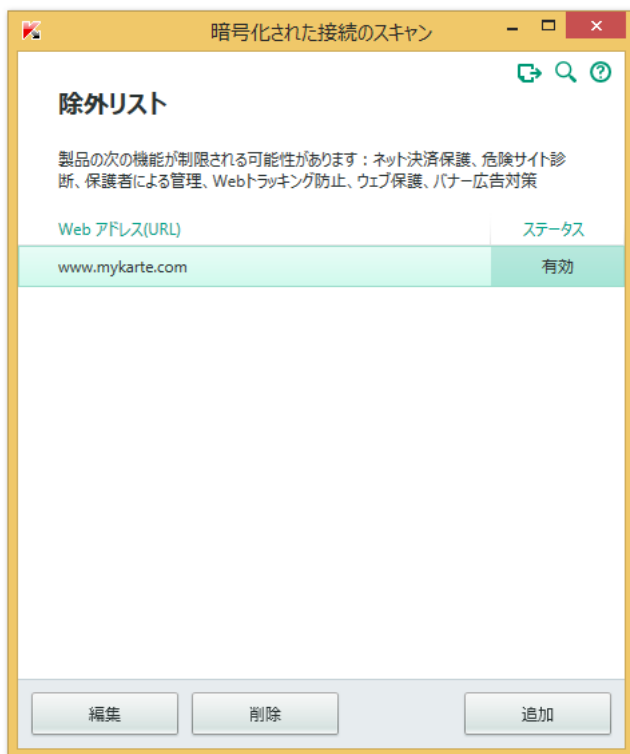 暗号化された接続のスキャン
除外リスト
製品の次の機能が制限される可能性があります：ネット決済保護、危険サイト診
断、保護者による管理、Webトラッキング防止、ウェブ保護、バナー広告対策
Web アドレス(URL) ステータス
www.mykarte.com 有効
編集 削除 追加